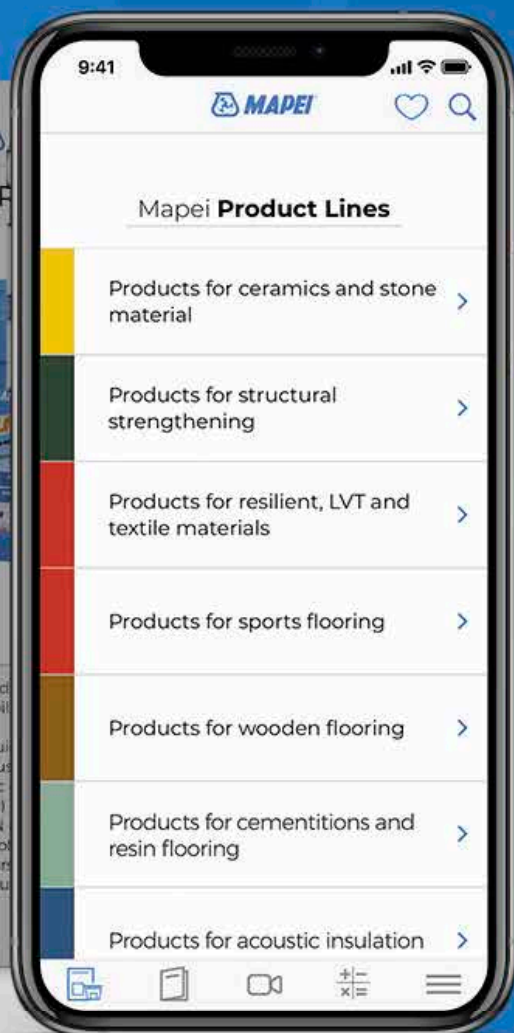 9:41
MAPEI
Mapei Product Lines
Products for ceramics and stone
material
Products for structural
strengthening
Products for resilient, LVT and
textile materials
Products for sports flooring
Products for wooden flooring
Products for cementitions and
resin flooring
Products for acoustic insulation